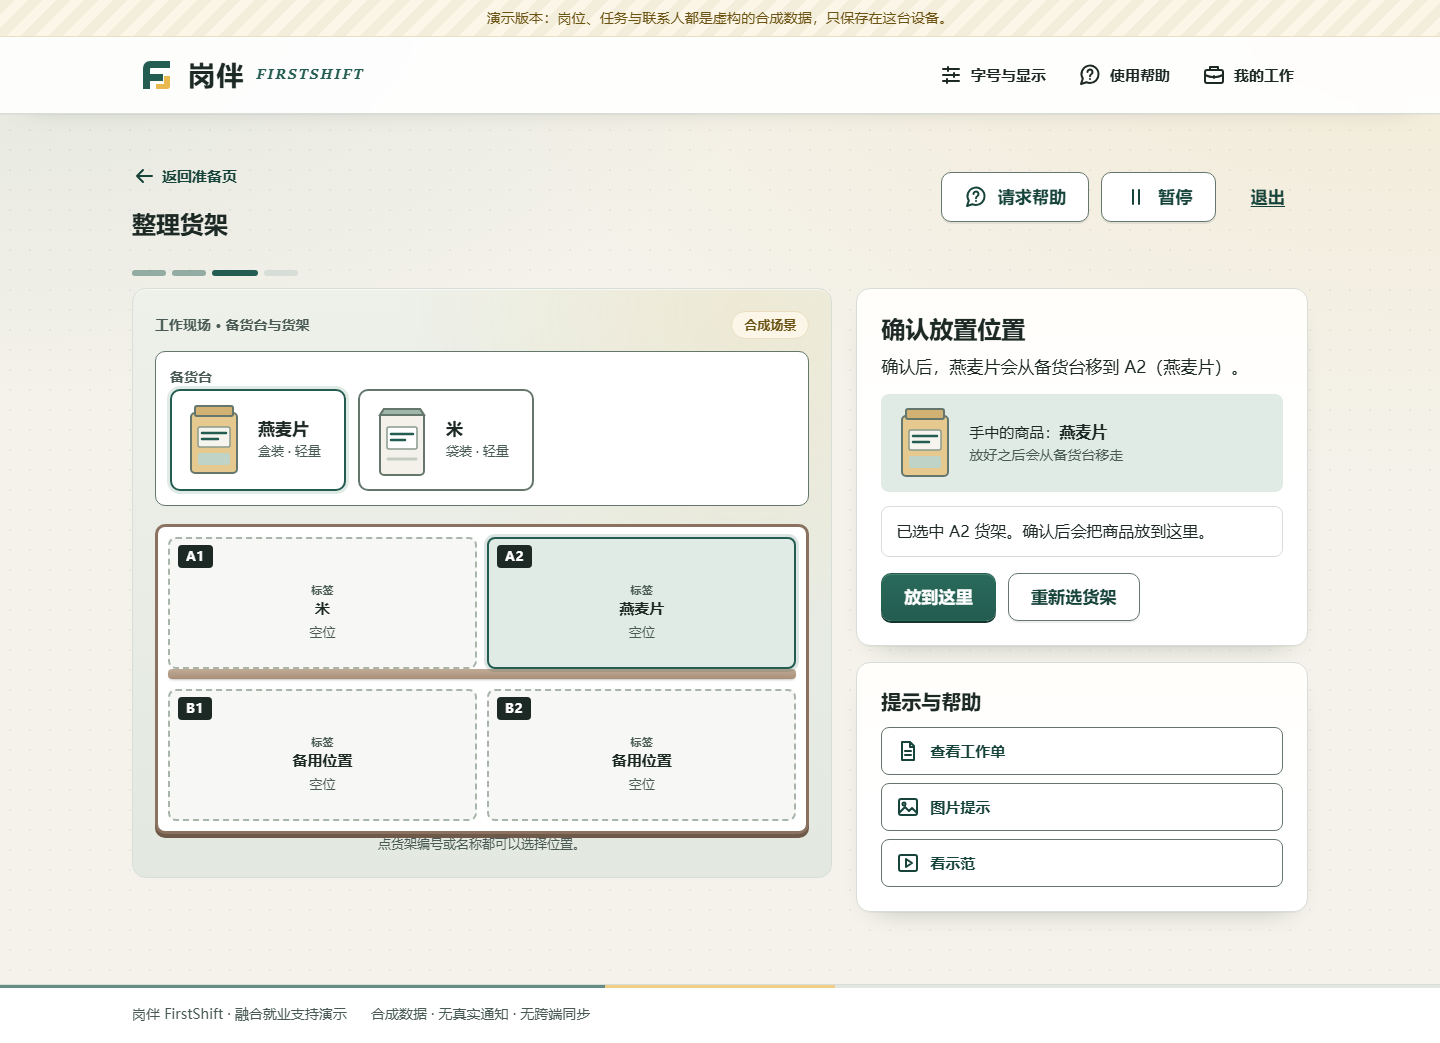 演示版本：岗位、任务与联系人都是虚构的合成数据，只保存在这台设备。
岗伴 FIRSTSHIFT
字号与显示
使用帮助
我的工作
返回准备页
整理货架
请求帮助
暂停
退出
工作现场 • 备货台与货架
合成场景
备货台
燕麦片
盒装 · 轻量
米
袋装 · 轻量
A1
标签
米
空位
A2
标签
燕麦片
空位
B1
标签
备用位置
空位
B2
标签
备用位置
空位
点货架编号或名称都可以选择位置。
确认放置位置
确认后，燕麦片会从备货台移到 A2（燕麦片）。
手中的商品：燕麦片
放好之后会从备货台移走
已选中 A2 货架。确认后会把商品放到这里。
放到这里
重新选货架
提示与帮助
查看工作单
图片提示
看示范
岗伴 FirstShift · 融合就业支持演示
合成数据 · 无真实通知 · 无跨端同步